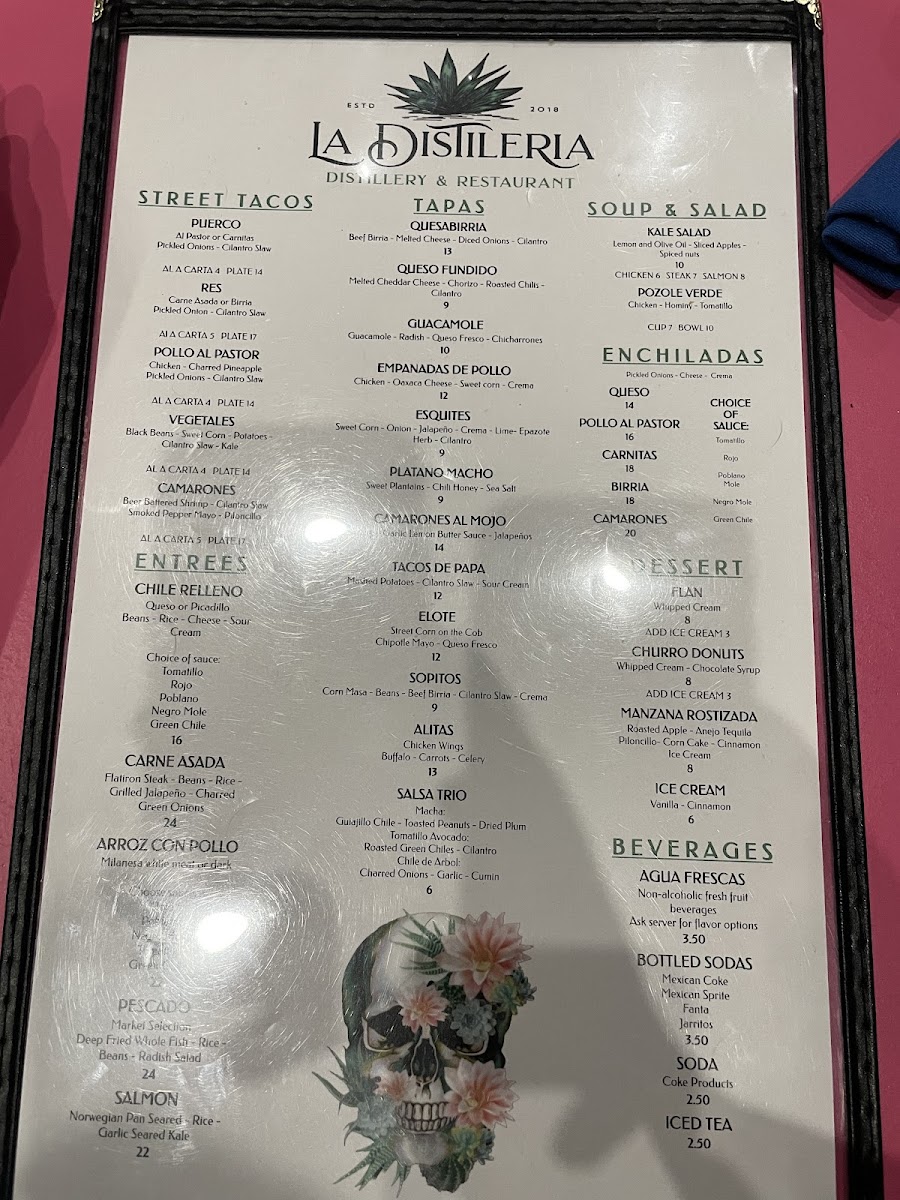 ESTD 2018
LA DISTILERIA
DISTILLERY & RESTAURANT
STREET TACOS
PUERCO
Al Pastor or Carnitas
Pickled Onions - Cilantro Slaw
AL A CARTA 4 PLATE 14
RES
Carne Asada or Birria
Pickled Onion - Cilantro Slaw
Al A CARTA 5 PLATE 17
POLLO AL PASTOR
Chicken - Charred Pineapple
Pickled Onions - Cilantro Slaw
AL A CARTA 4 PLATE 14
VEGETALES
Black Beans - Sweet Corn - Potatoes -
Cilantro Slaw - Kale
AL A CARTA 4 PLATE 14
CAMARONES
Beer Battered Shrimp - Cilantro Slaw
Smoked Pepper Mayo - Piloncillo
AL A CARTA 5 PLATE 17
ENTREES
CHILE RELLENO
Queso or Picadillo
Beans - Rice - Cheese - Sour
Cream
Choice of sauce:
Tomatillo
Rojo
Poblano
Negro Mole
Green Chile
16
CARNE ASADA
Flatiron Steak - Beans - Rice -
Grilled Jalapeño - Charred
Green Onions
24
ARROZ CON POLLO
Milanesa white meat or dark
22
PESCADO
Market Selection
Deep Fried Whole Fish - Rice -
Beans - Radish Salad
24
SALMON
Norwegian Pan Seared - Rice -
Garlic Seared Kale
22
TAPAS
QUESABIRRIA
Beef Birria - Melted Cheese - Diced Onions - Cilantro
13
QUESO FUNDIDO
Melted Cheddar Cheese - Chorizo - Roasted Chilis -
Cilantro
9
GUACAMOLE
Guacamole - Radish - Queso Fresco - Chicharrones
10
EMPANADAS DE POLLO
Chicken - Oaxaca Cheese - Sweet corn - Crema
12
ESQUITES
Sweet Corn - Onion - Jalapeño - Crema - Lime- Epazote
Herb - Cilantro
9
PLATANO MACHO
Sweet Plantains - Chili Honey - Sea Salt
9
CAMARONES AL MOJO
Garlic Lemon Butter Sauce - Jalapeños
14
TACOS DE PAPA
Mashed Potatoes - Cilantro Slaw - Sour Cream
12
ELOTE
Street Corn on the Cob
Chipotle Mayo - Queso Fresco
12
SOPITOS
Corn Masa - Beans - Beef Birria - Cilantro Slaw - Crema
9
ALITAS
Chicken Wings
Buffalo - Carrots - Celery
13
SALSA TRIO
Macha:
Guiajillo Chile - Toasted Peanuts - Dried Plum
Tomatillo Avocado:
Roasted Green Chiles - Cilantro
Chile de Arbol:
Charred Onions - Garlic - Cumin
6
SOUP & SALAD
KALE SALAD
Lemon and Olive Oil - Sliced Apples -
Spiced nuts
10
CHICKEN 6 STEAK 7 SALMON 8
POZOLE VERDE
Chicken - Hominy - Tomatillo
CUP 7 BOWL 10
ENCHILADAS
Pickled Onions - Cheese - Crema
QUESO
14
POLLO AL PASTOR
16
CARNITAS
18
BIRRIA
18
CAMARONES
20
CHOICE
OF
SAUCE:
Tomatillo
Rojo
Poblano
Mole
Negro Mole
Green Chile
DESSERT
FLAN
Whipped Cream
8
ADD ICE CREAM 3
CHURRO DONUTS
Whipped Cream - Chocolate Syrup
8
ADD ICE CREAM 3
MANZANA ROSTIZADA
Roasted Apple - Anejo Tequila
Piloncillo- Corn Cake - Cinnamon
Ice Cream
8
ICE CREAM
Vanilla - Cinnamon
6
BEVERAGES
AGUA FRESCAS
Non-alcoholic fresh fruit
beverages
Ask server for flavor options
3.50
BOTTLED SODAS
Mexican Coke
Mexican Sprite
Fanta
Jarritos
3.50
SODA
Coke Products
2.50
ICED TEA
2.50